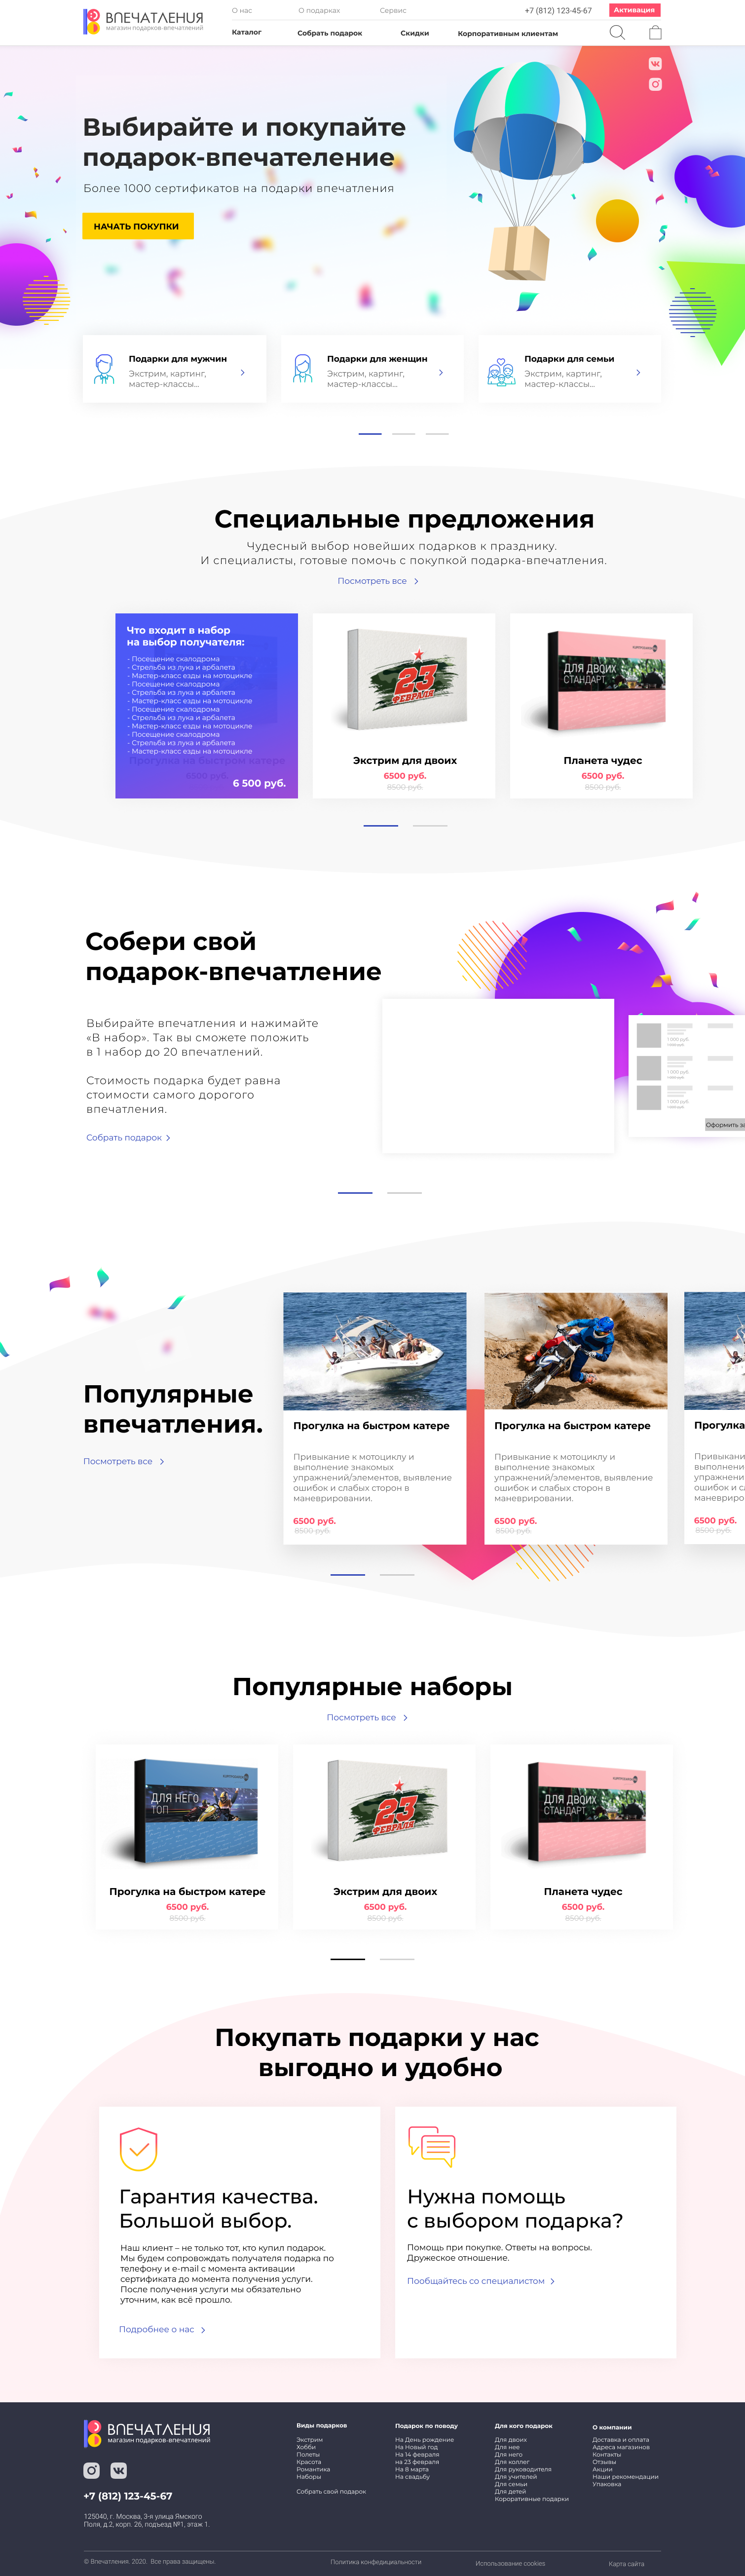 ВПЕЧАТЛЕНИЯ
магазин подарков-впечатлений
О нас
О подарках
Сервис
+7 (812) 123-45-67
Активация
Каталог
Собрать подарок
Скидки
Корпоративным клиентам
Выбирайте и покупайте
подарок-впечателение
Более 1000 сертификатов на подарки впечатления
НАЧАТЬ ПОКУПКИ
Подарки для мужчин
Экстрим, картинг,
мастер-классы...
Подарки для женщин
Экстрим, картинг,
мастер-классы...
Подарки для семьи
Экстрим, картинг,
мастер-классы...
Специальные предложения
Чудесный выбор новейших подарков к празднику.
И специалисты, готовые помочь с покупкой подарка-впечатления.
Посмотреть все
Что входит в набор
на выбор получателя:
- Посещение скалодрома
- Стрельба из лука и арбалета
- Мастер-класс езды на мотоцикле
- Посещение скалодрома
- Стрельба из лука и арбалета
- Мастер-класс езды на мотоцикле
- Посещение скалодрома
- Стрельба из лука и арбалета
- Мастер-класс езды на мотоцикле
- Посещение скалодрома
- Стрельба из лука и арбалета
- Мастер-класс езды на мотоцикле
Прогулка на быстром катере
6500 руб.
6 500 руб.
23
ФЕВРАЛЯ
Экстрим для двоих
6500 руб.
8500 руб.
ДЛЯ ДВОИХ
СТАНДАРТ
Планета чудес
6500 руб.
8500 руб.
Собери свой
подарок-впечатление
Выбирайте впечатления и нажимайте
«В набор». Так вы сможете положить
в 1 набор до 20 впечатлений.
Стоимость подарка будет равна
стоимости самого дорогого
впечатления.
Собрать подарок
1 000 руб.
1 000 руб.
1 000 руб.
Оформить за
Популярные
впечатления.
Посмотреть все
Прогулка на быстром катере
Привыкание к мотоциклу и
выполнение знакомых
упражнений/элементов, выявление
ошибок и слабых сторон в
маневрировании.
6500 руб.
8500 руб.
Прогулка на быстром катере
Привыкание к мотоциклу и
выполнение знакомых
упражнений/элементов, выявление
ошибок и слабых сторон в
маневрировании.
6500 руб.
8500 руб.
Прогулка
Привыкани
выполнени
упражнени
ошибок и сл
маневриро
6500 руб.
8500 руб.
Популярные наборы
Посмотреть все
ДЛЯ НЕГО
ТОП
Прогулка на быстром катере
6500 руб.
8500 руб.
23
ФЕВРАЛЯ
Экстрим для двоих
6500 руб.
8500 руб.
ДЛЯ ДВОИХ
СТАНДАРТ
Планета чудес
6500 руб.
8500 руб.
Покупать подарки у нас
выгодно и удобно
Гарантия качества.
Большой выбор.
Наш клиент – не только тот, кто купил подарок.
Мы будем сопровождать получателя подарка по
телефону и e-mail с момента активации
сертификата до момента получения услуги.
После получения услуги мы обязательно
уточним, как всё прошло.
Подробнее о нас
Нужна помощь
с выбором подарка?
Помощь при покупке. Ответы на вопросы.
Дружеское отношение.
Пообщайтесь со специалистом
ВПЕЧАТЛЕНИЯ
магазин подарков-впечатлений
+7 (812) 123-45-67
125040, г. Москва, 3-я улица Ямского
Поля, д.2, корп. 26, подъезд №1, этаж 1.
Виды подарков
Экстрим
Хобби
Полеты
Красота
Романтика
Наборы
Собрать свой подарок
Подарок по поводу
На День рождение
На Новый год
На 14 февраля
на 23 февраля
На 8 марта
На свадьбу
Для кого подарок
Для двоих
Для нее
Для него
Для коллег
Для руководителя
Для учителей
Для семьи
Для детей
Короративные подарки
О компании
Доставка и оплата
Адреса магазинов
Контакты
Отзывы
Акции
Наши рекомендации
Упаковка
© Впечатления. 2020. Все права защищены.
Политика конфедициальности
Использование cookies
Карта сайта